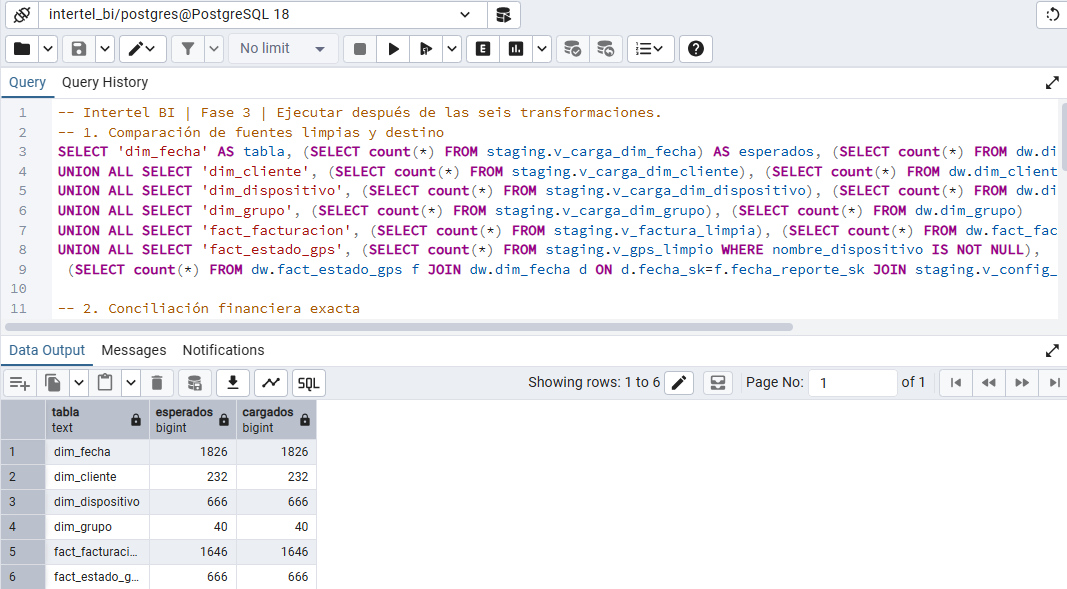 intertel_bi/postgres@PostgreSQL 18
No limit
E
Query Query History
1 -- Intertel BI | Fase 3 | Ejecutar después de las seis transformaciones.
2 -- 1. Comparación de fuentes limpias y destino
3 SELECT 'dim_fecha' AS tabla, (SELECT count(*) FROM staging.v_carga_dim_fecha) AS esperados, (SELECT count(*) FROM dw.di
4 UNION ALL SELECT 'dim_cliente', (SELECT count(*) FROM staging.v_carga_dim_cliente), (SELECT count(*) FROM dw.dim_client
5 UNION ALL SELECT 'dim_dispositivo', (SELECT count(*) FROM staging.v_carga_dim_dispositivo), (SELECT count(*) FROM dw.di
6 UNION ALL SELECT 'dim_grupo', (SELECT count(*) FROM staging.v_carga_dim_grupo), (SELECT count(*) FROM dw.dim_grupo)
7 UNION ALL SELECT 'fact_facturacion', (SELECT count(*) FROM staging.v_factura_limpia), (SELECT count(*) FROM dw.fact_fac
8 UNION ALL SELECT 'fact_estado_gps', (SELECT count(*) FROM staging.v_gps_limpio WHERE nombre_dispositivo IS NOT NULL),
9 (SELECT count(*) FROM dw.fact_estado_gps f JOIN dw.dim_fecha d ON d.fecha_sk=f.fecha_reporte_sk JOIN staging.v_config_
10
11 -- 2. Conciliación financiera exacta
Data Output Messages Notifications
SQL Showing rows: 1 to 6 Page No: 1 of 1
tabla esperados cargados
text bigint bigint
1 dim_fecha 1826 1826
2 dim_cliente 232 232
3 dim_dispositivo 666 666
4 dim_grupo 40 40
5 fact_facturaci... 1646 1646
6 fact_estado_g... 666 666